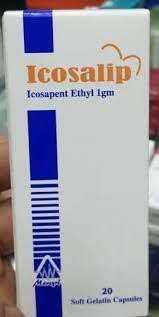 Icosalip
Icosapent Ethyl 1gm
20
Soft Gelatin Capsules